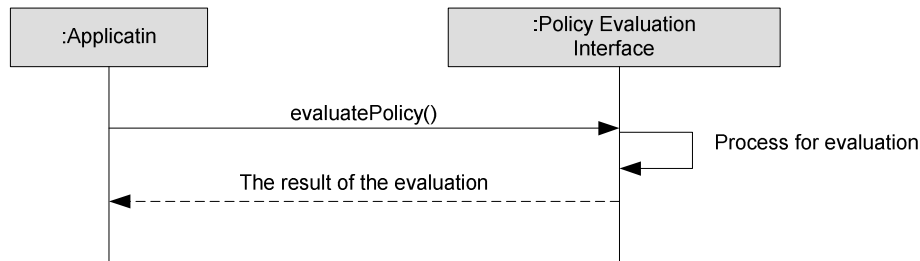 :Applicatin
:Policy Evaluation
Interface
evaluatePolicy()
Process for evaluation
The result of the evaluation